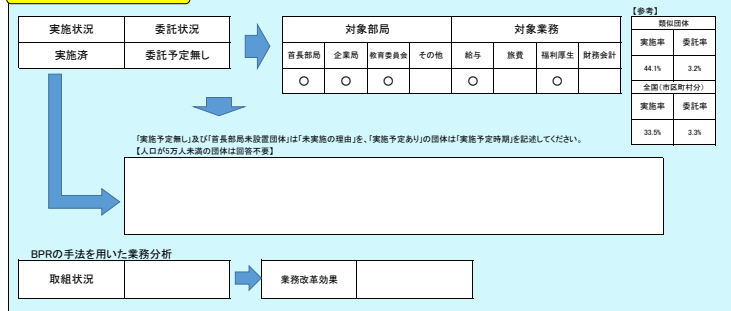 【参考】
実施状況 委託状況
実施済 委託予定無し
対象部局 対象業務
首長部局 企業局 教育委員会 その他 給与 旅費 福利厚生 財務会計
○ ○ ○ ○ ○
類似団体
実施率 委託率
44.1% 3.2%
全国(市区町村分)
実施率 委託率
33.5% 3.3%
「実施予定無し」及び「首長部局未設置団体」は「未実施の理由」を、「実施予定あり」の団体は「実施予定時期」を記述してください。
【人口が5万人未満の団体は回答不要】
BPRの手法を用いた業務分析
取組状況 業務改革効果